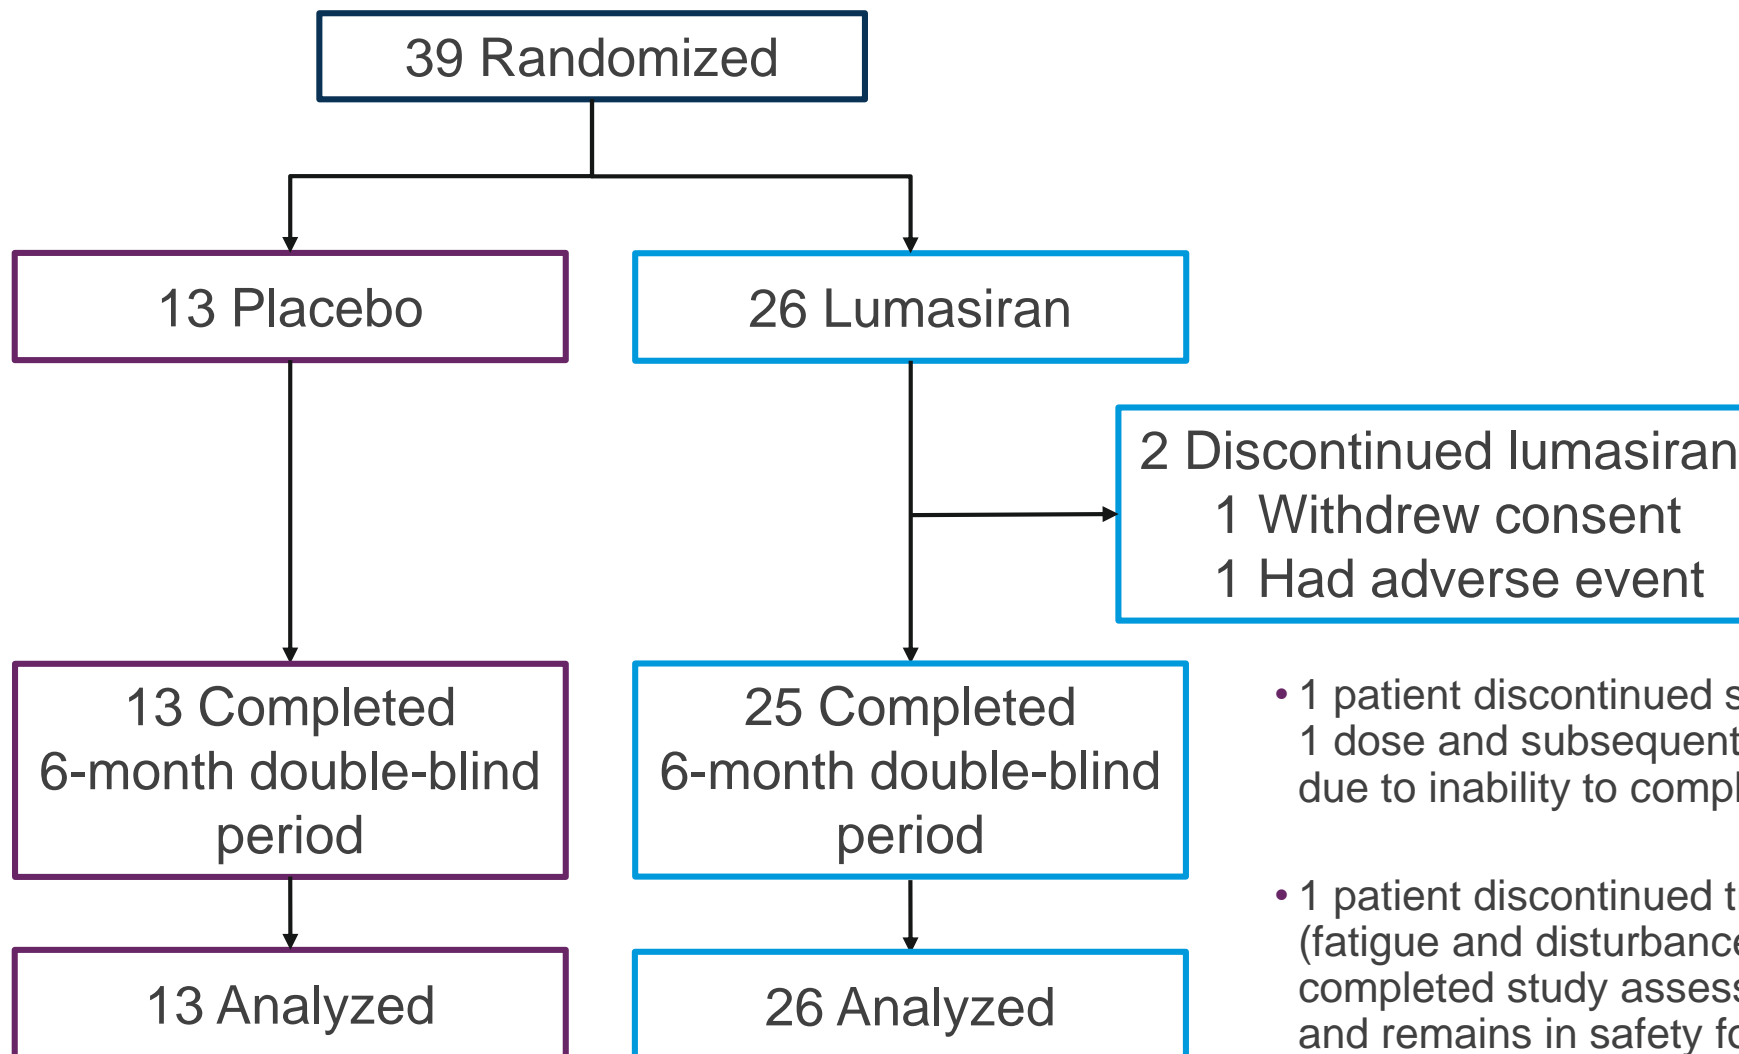 39 Randomized
13 Placebo
26 Lumasiran
2 Discontinued lumasiran
1 Withdrew consent
1 Had adverse event
13 Completed
6-month double-blind
period
25 Completed
6-month double-blind
period
• 1 patient discontinued
1 dose and
due to inability to
• 1 patient discontinued
(fatigue and
completed study
and remains in safety
13 Analyzed
26 Analyzed